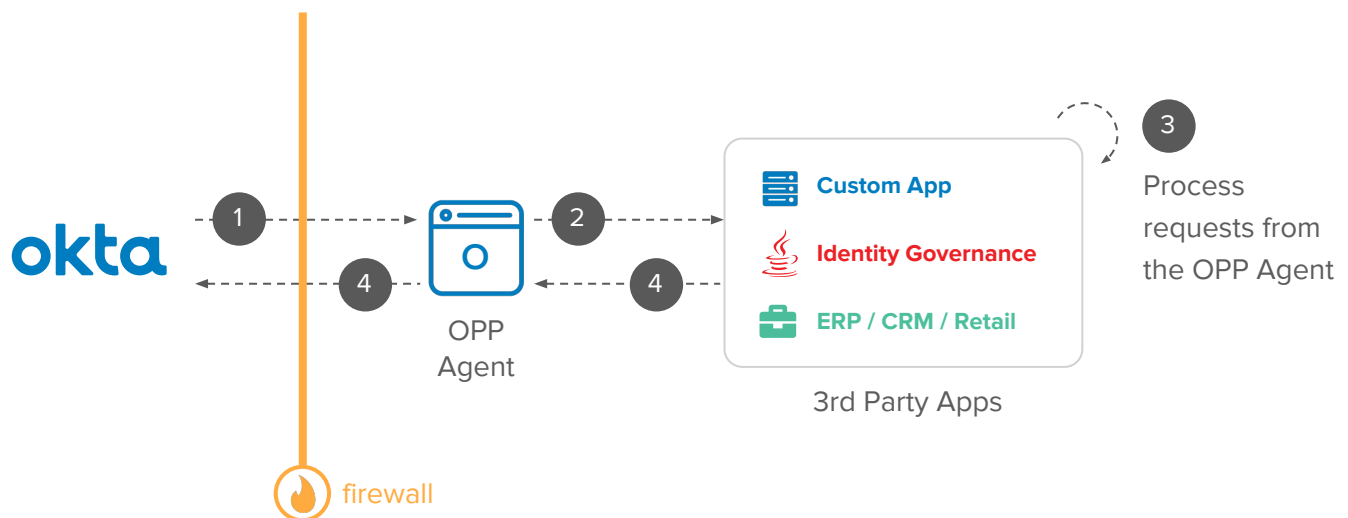 okta
1
4
O
OPP
Agent
2
4
Custom App
Identity Governance
ERP / CRM / Retail
3rd Party Apps
3
Process
requests from
the OPP Agent
firewall